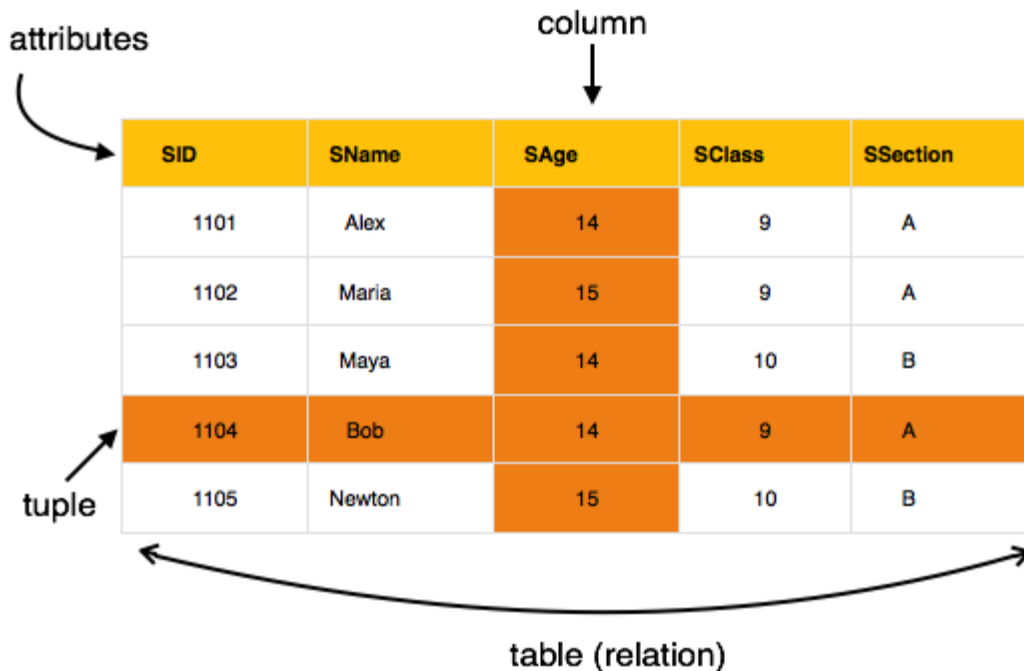 attributes
column
SID SName SAge SClass SSection
1101 Alex 14 9 A
1102 Maria 15 9 A
1103 Maya 14 10 B
1104 Bob 14 9 A
tuple
1105 Newton 15 10 B
table (relation)